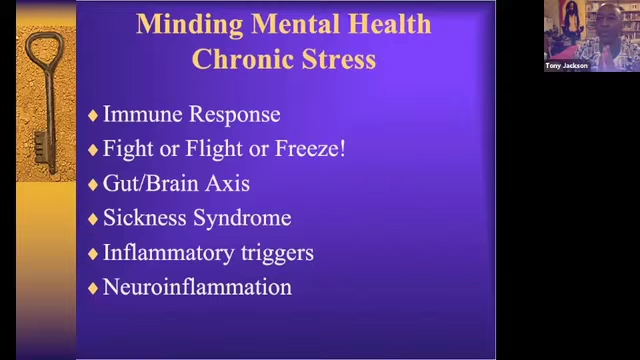 Minding Mental Health
Chronic Stress
Immune Response
Fight or Flight or Freeze!
Gut/Brain Axis
Sickness Syndrome
Inflammatory triggers
Neuroinflammation
Tony Jackson